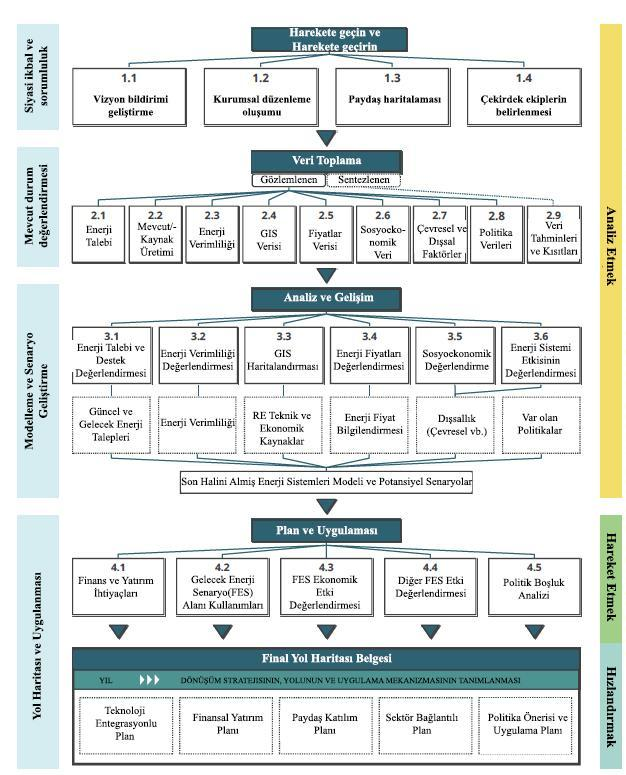 Harekete geçin ve
Harekete geçirin
Siyasi ikbal ve
sorumluluk
1.1
Vizyon bildirimi
geliştirme
1.2
Kurumsal düzenleme
oluşumu
1.3
Paydaş haritalaması
1.4
Çekirdek ekiplerin
belirlenmesi
Analiz Etmek
Mevcut durum
değerlendirmesi
Veri Toplama
Gözlemlenen
Sentezlenen
2.1
Enerji
Talebi
2.2
Mevcut/-
Kaynak
Üretimi
2.3
Enerji
Verimliliği
2.4
GIS
Verisi
2.5
Fiyatlar
Verisi
2.6
Sosyoeko-
nomik
Veri
2.7
Çevresel ve
Dışsal
Faktörler
2.8
Politika
Verileri
2.9
Veri
Tahminleri
ve Kısıtları
Modelleme ve Senaryo
Geliştirme
Analiz ve Gelişim
3.1
Enerji Talebi ve
Destek
Değerlendirmesi
3.2
Enerji Verimliliği
Değerlendirmesi
3.3
GIS
Haritalandırması
3.4
Enerji Fiyatları
Değerlendirmesi
3.5
Sosyoekonomik
Değerlendirme
3.6
Enerji Sistemi
Etkisinin
Değerlendirmesi
Güncel ve
Gelecek Enerji
Talepleri
Enerji Verimliliği
RE Teknik ve
Ekonomik
Kaynaklar
Enerji Fiyat
Bilgilendirmesi
Dışsallık
(Çevresel vb.)
Var olan
Politikalar
Son Halini Almış Enerji Sistemleri Modeli ve Potansiyel Senaryolar
Yol Haritası ve Uygulanması
Plan ve Uygulaması
Hareket Etmek
4.1
Finans ve Yatırım
İhtiyaçları
4.2
Gelecek Enerji
Senaryo(FES)
Alanı Kullanımları
4.3
FES Ekonomik
Etki
Değerlendirmesi
4.4
Diğer FES Etki
Değerlendirmesi
4.5
Politik Boşluk
Analizi
Hızlandırmak
Final Yol Haritası Belgesi
YIL
DÖNÜŞÜM STRATEJISININ, YOLUNUN VE UYGULAMA MEKANIZMASININ TANIMLANMASI
Teknoloji
Entegrasyonlu
Plan
Finansal Yatırım
Planı
Paydaş Katılım
Planı
Sektör Bağlantılı
Plan
Politika Önerisi ve
Uygulama Planı